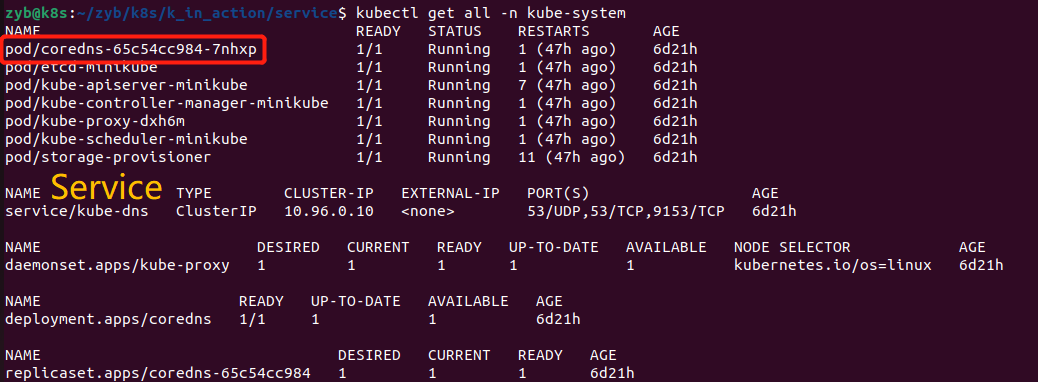 zyb@k8s:~/zyb/k8s/k_in_action/service$ kubectl get all -n kube-system
NAME READY STATUS RESTARTS AGE
pod/coredns-65c54cc984-7nhxp 1/1 Running 1 (47h ago) 6d21h
pod/etcd-minikube 1/1 Running 1 (47h ago) 6d21h
pod/kube-apiserver-minikube 1/1 Running 7 (47h ago) 6d21h
pod/kube-controller-manager-minikube 1/1 Running 1 (47h ago) 6d21h
pod/kube-proxy-dxh6m 1/1 Running 1 (47h ago) 6d21h
pod/kube-scheduler-minikube 1/1 Running 1 (47h ago) 6d21h
pod/storage-provisioner 1/1 Running 11 (47h ago) 6d21h
NAME Service TYPE CLUSTER-IP EXTERNAL-IP PORT(S) AGE
service/kube-dns ClusterIP 10.96.0.10 <none> 53/UDP,53/TCP,9153/TCP 6d21h
NAME DESIRED CURRENT READY UP-TO-DATE AVAILABLE NODE SELECTOR AGE
daemonset.apps/kube-proxy 1 1 1 1 1 kubernetes.io/os=linux 6d21h
NAME READY UP-TO-DATE AVAILABLE AGE
deployment.apps/coredns 1/1 1 1 6d21h
NAME DESIRED CURRENT READY AGE
replicaset.apps/coredns-65c54cc984 1 1 1 6d21h